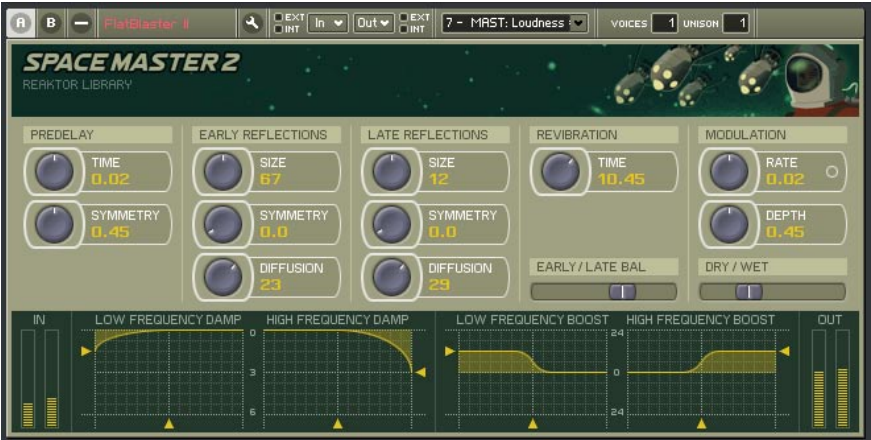 A B FlatBlaster II EXT INT In Out EXT INT 7 - MAST: Loudness VOICES 1 UNISON 1
SPACE MASTER 2
REAKTOR LIBRARY
PREDELAY
TIME
0.02
SYMMETRY
0.45
EARLY REFLECTIONS
SIZE
67
SYMMETRY
0.0
DIFFUSION
23
LATE REFLECTIONS
SIZE
12
SYMMETRY
0.0
DIFFUSION
29
REVIBRATION
TIME
10.45
EARLY / LATE BAL
MODULATION
RATE
0.02
DEPTH
0.45
DRY / WET
IN LOW FREQUENCY DAMP HIGH FREQUENCY DAMP LOW FREQUENCY BOOST HIGH FREQUENCY BOOST OUT
0 24
3 0
6 24